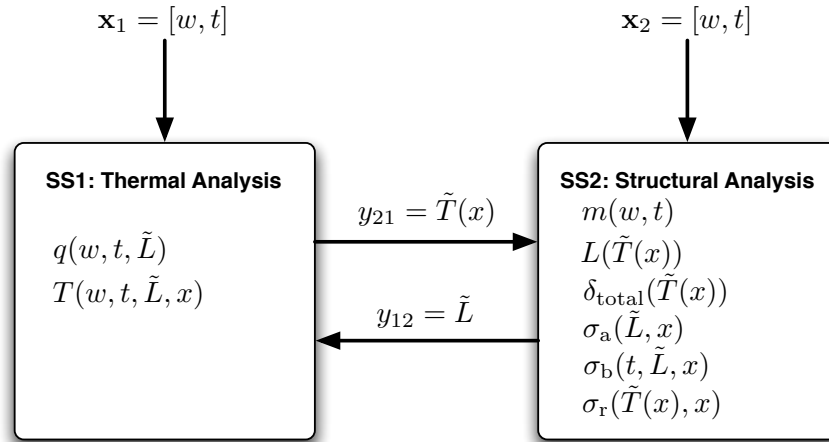 𝐱₁ = [w, t]
𝐱₂ = [w, t]
SS1: Thermal Analysis
q(w, t, L̃)
T(w, t, L̃, x)
y₂₁ = T̃(x)
y₁₂ = L̃
SS2: Structural Analysis
m(w, t)
L(T̃(x))
δ_total(T̃(x))
σ_a(L̃, x)
σ_b(t, L̃, x)
σ_r(T̃(x), x)